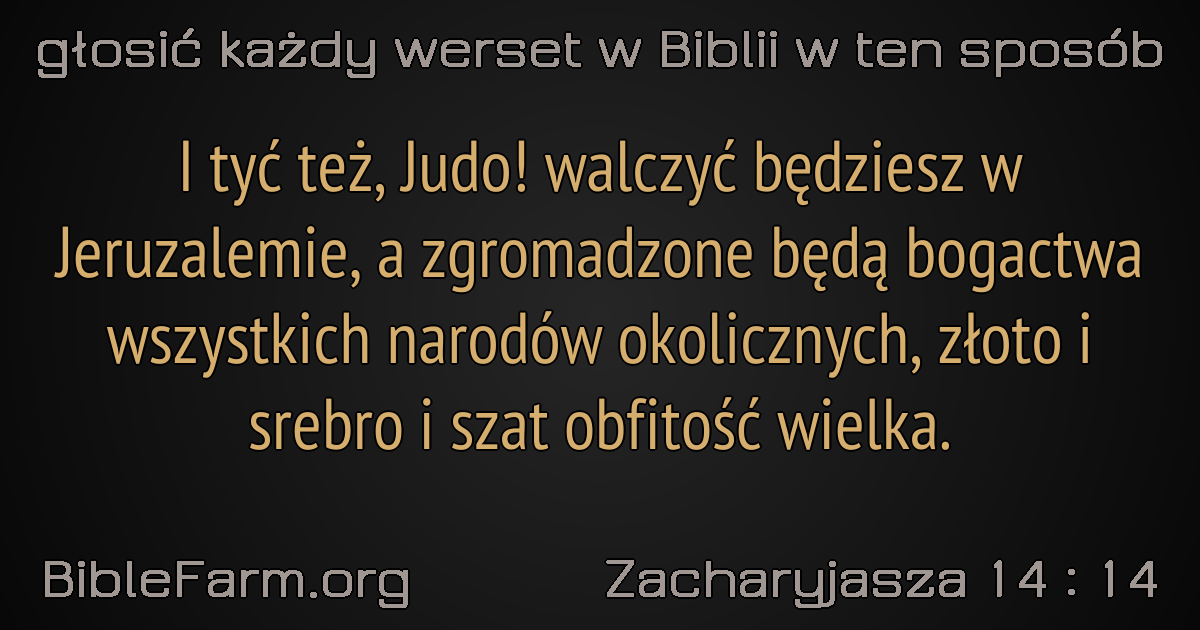 głosić każdy werset w Biblii w ten sposób
I tyć też, Judo! walczyć będziesz w
Jeruzalemie, a zgromadzone będą bogactwa
wszystkich narodów okolicznych, złoto i
srebro i szat obfitość wielka.
BibleFarm.org
Zacharyjasza 14 : 14